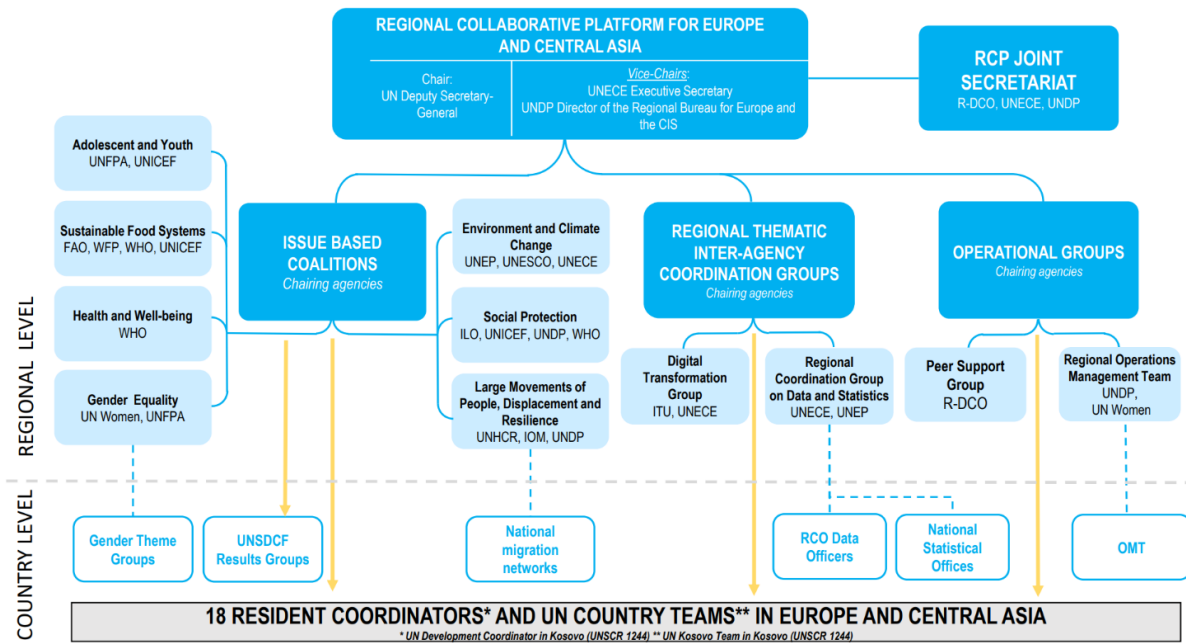 REGIONAL COLLABORATIVE PLATFORM FOR EUROPE
AND CENTRAL ASIA
Chair:
UN Deputy Secretary-
General
Vice-Chairs:
UNECE Executive Secretary
UNDP Director of the Regional Bureau for Europe and
the CIS
RCP JOINT
SECRETARIAT
R-DCO, UNECE, UNDP
REGIONAL LEVEL
Adolescent and Youth
UNFPA, UNICEF
Sustainable Food Systems
FAO, WFP, WHO, UNICEF
Health and Well-being
WHO
Gender Equality
UN Women, UNFPA
ISSUE BASED
COALITIONS
Chairing agencies
Environment and Climate
Change
UNEP, UNESCO, UNECE
Social Protection
ILO, UNICEF, UNDP, WHO
Large Movements of
People, Displacement and
Resilience
UNHCR, IOM, UNDP
REGIONAL THEMATIC
INTER-AGENCY
COORDINATION GROUPS
Chairing agencies
Digital
Transformation
Group
ITU, UNECE
Regional
Coordination Group
on Data and Statistics
UNECE, UNEP
OPERATIONAL GROUPS
Chairing agencies
Peer Support
Group
R-DCO
Regional Operations
Management Team
UNDP,
UN Women
COUNTRY LEVEL
Gender Theme
Groups
UNSDCF
Results Groups
National
migration
networks
RCO Data
Officers
National
Statistical
Offices
OMT
18 RESIDENT COORDINATORS* AND UN COUNTRY TEAMS** IN EUROPE AND CENTRAL ASIA
* UN Development Coordinator in Kosovo (UNSCR 1244) ** UN Kosovo Team in Kosovo (UNSCR 1244)